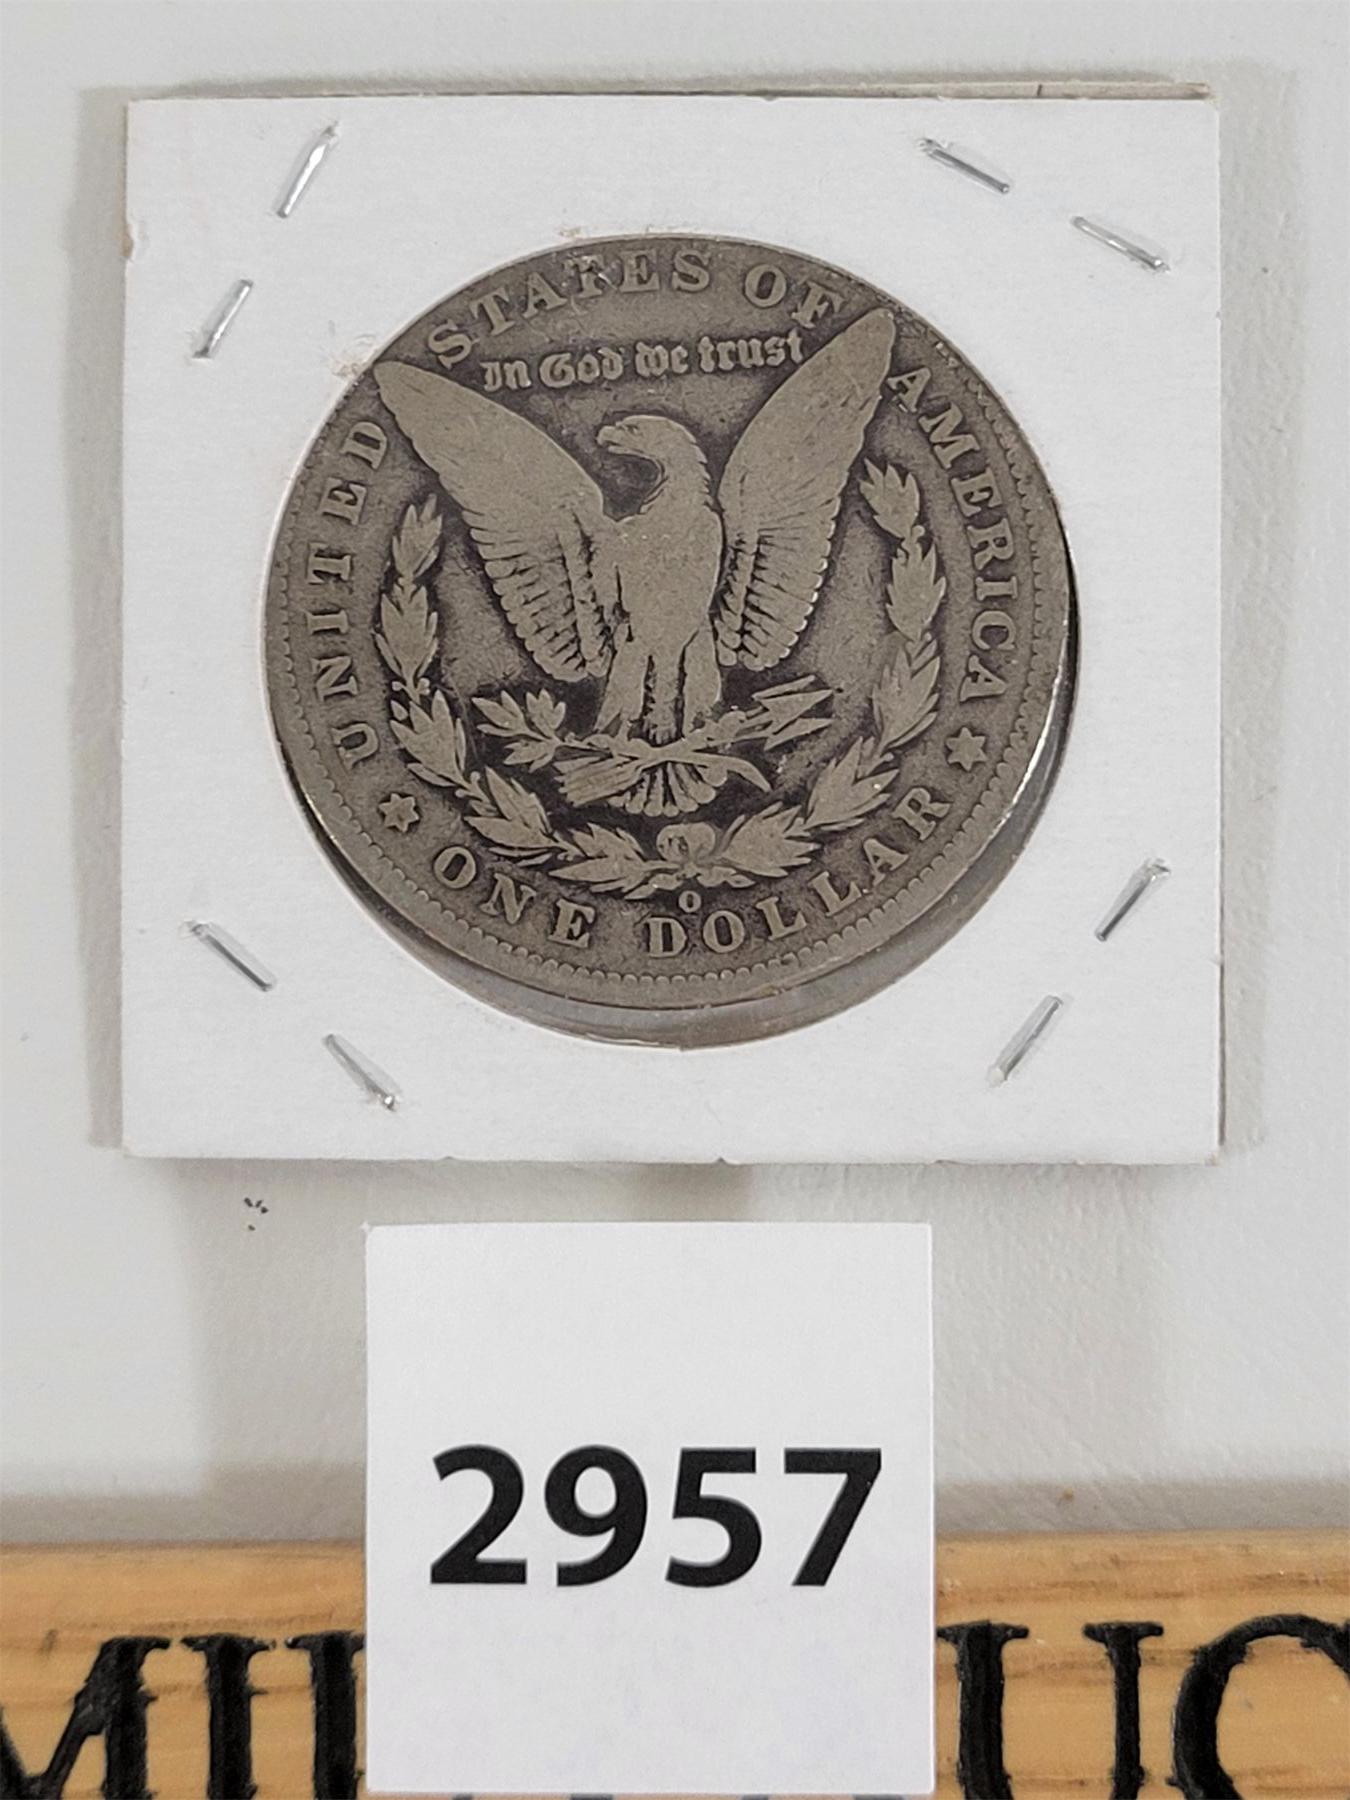 UNITED STATES OF AMERICA
In God we trust
O
ONE DOLLAR
2957